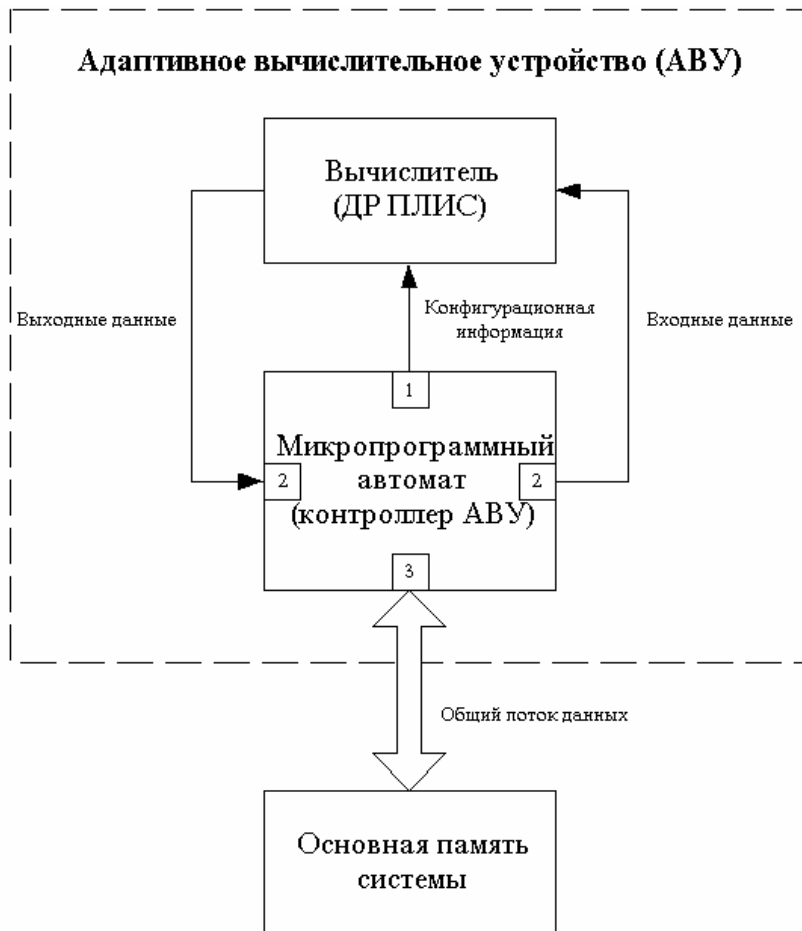 Адаптивное вычислительное устройство (АВУ)
Вычислитель
(ДР ПЛИС)
Выходные данные
Конфигурационная
информация
Входные данные
1
Микропрограммный
автомат
(контроллер АВУ)
2
2
3
Общий поток данных
Основная память
системы